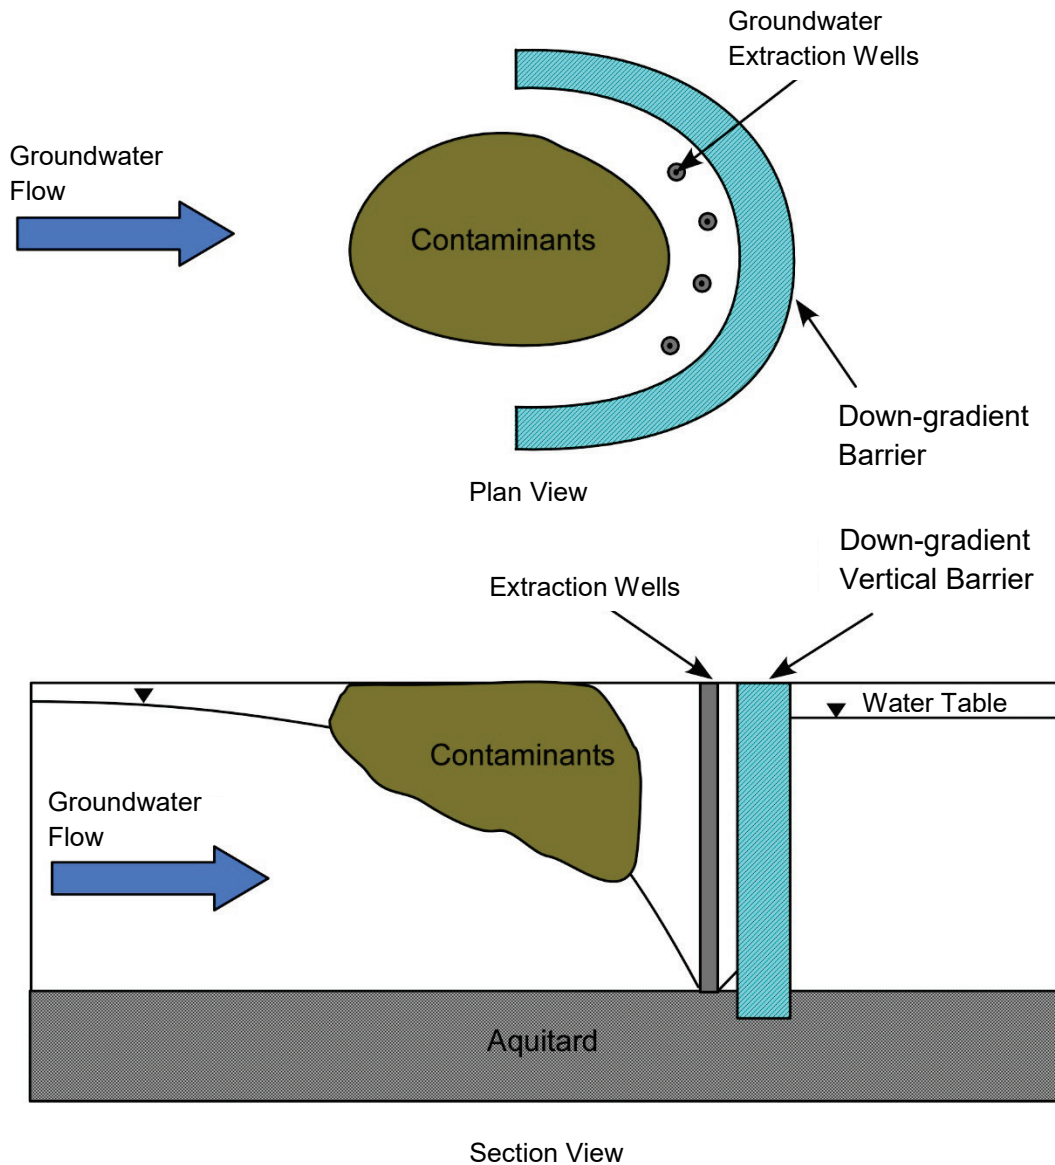 Groundwater
Extraction Wells
Groundwater
Flow
Contaminants
Down-gradient
Barrier
Plan View
Down-gradient
Vertical Barrier
Extraction Wells
Water Table
Contaminants
Groundwater
Flow
Aquitard
Section View